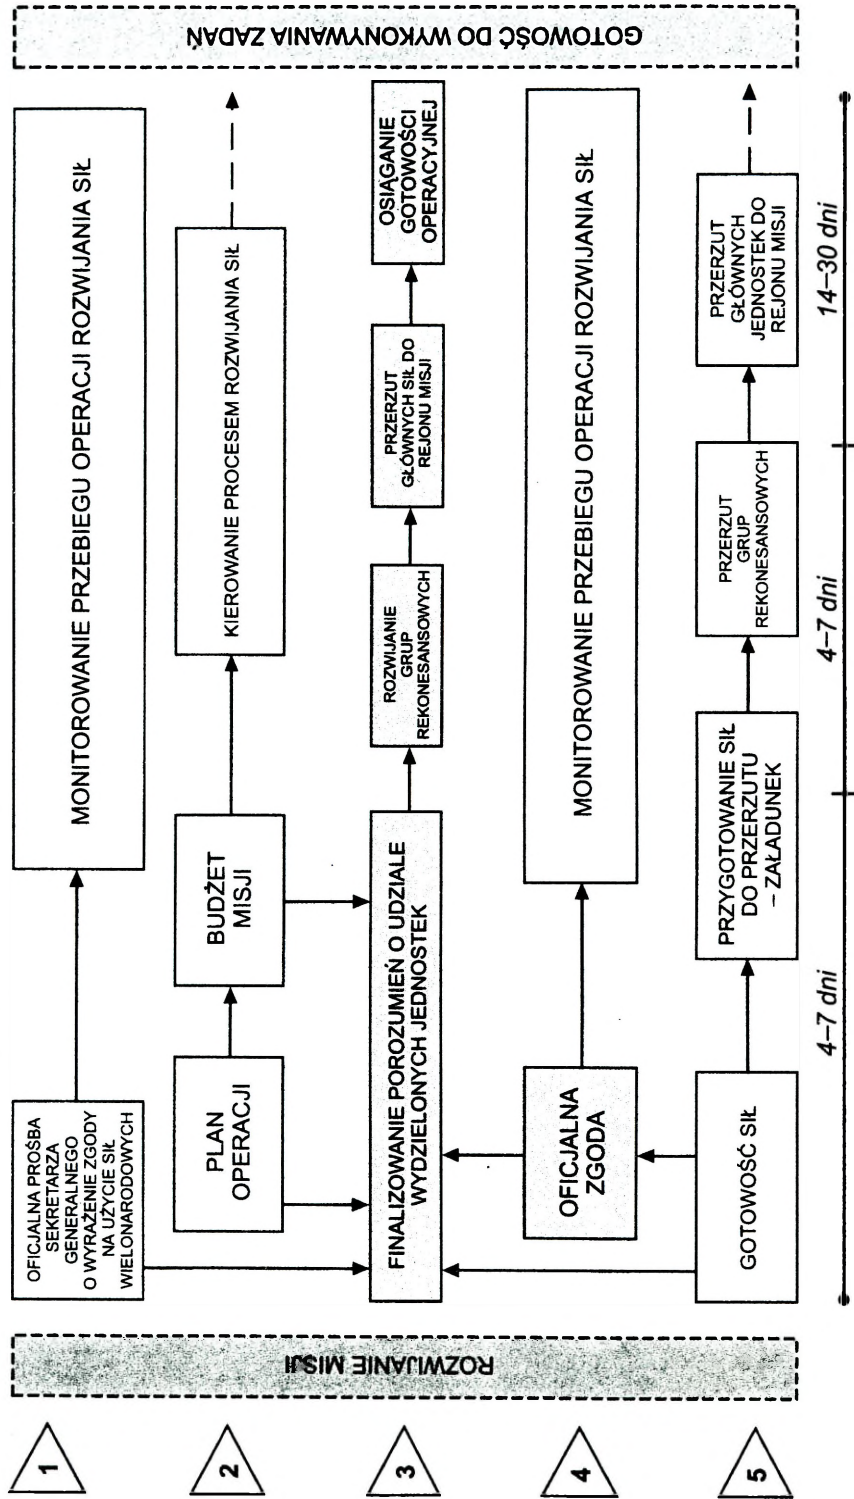 1
2
3
4
5
ROZWIJANIE MISJI
OFICJALNA PROŚBA
SEKRETARZA
GENERALNEGO
O WYRAŻENIE ZGODY
NA UŻYCIE SIŁ
WIELONARODOWYCH
MONITOROWANIE PRZEBIEGU OPERACJI ROZWIJANIA SIŁ
PLAN
OPERACJI
BUDŻET
MISJI
KIEROWANIE PROCESEM ROZWIJANIA SIŁ
FINALIZOWANIE POROZUMIEŃ O UDZIALE
WYDZIELONYCH JEDNOSTEK
ROZWIJANIE
GRUP
REKONESANSOWYCH
PRZERZUT
GŁÓWNYCH SIŁ DO
REJONU MISJI
OSIĄGANIE
GOTOWOŚCI
OPERACYJNEJ
OFICJALNA
ZGODA
MONITOROWANIE PRZEBIEGU OPERACJI ROZWIJANIA SIŁ
GOTOWOŚĆ SIŁ
PRZYGOTOWANIE SIŁ
DO PRZERZUTU
– ZAŁADUNEK
PRZERZUT
GRUP
REKONESANSOWYCH
PRZERZUT
GŁÓWNYCH
JEDNOSTEK DO
REJONU MISJI
GOTOWOŚĆ DO WYKONYWANIA ZADAŃ
4–7 dni
4–7 dni
14–30 dni